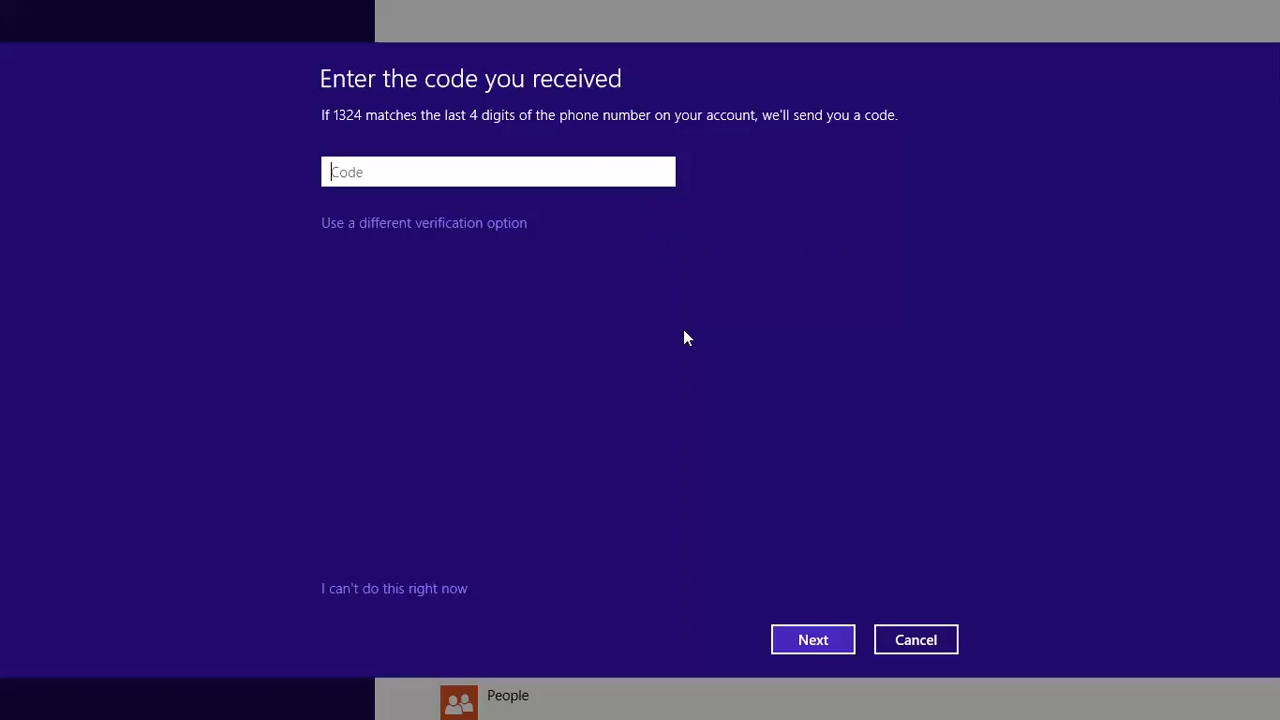 Enter the code you received
If 1324 matches the last 4 digits of the phone number on your account, we'll send you a code.
Code
Use a different verification option
I can't do this right now
Next
Cancel
People